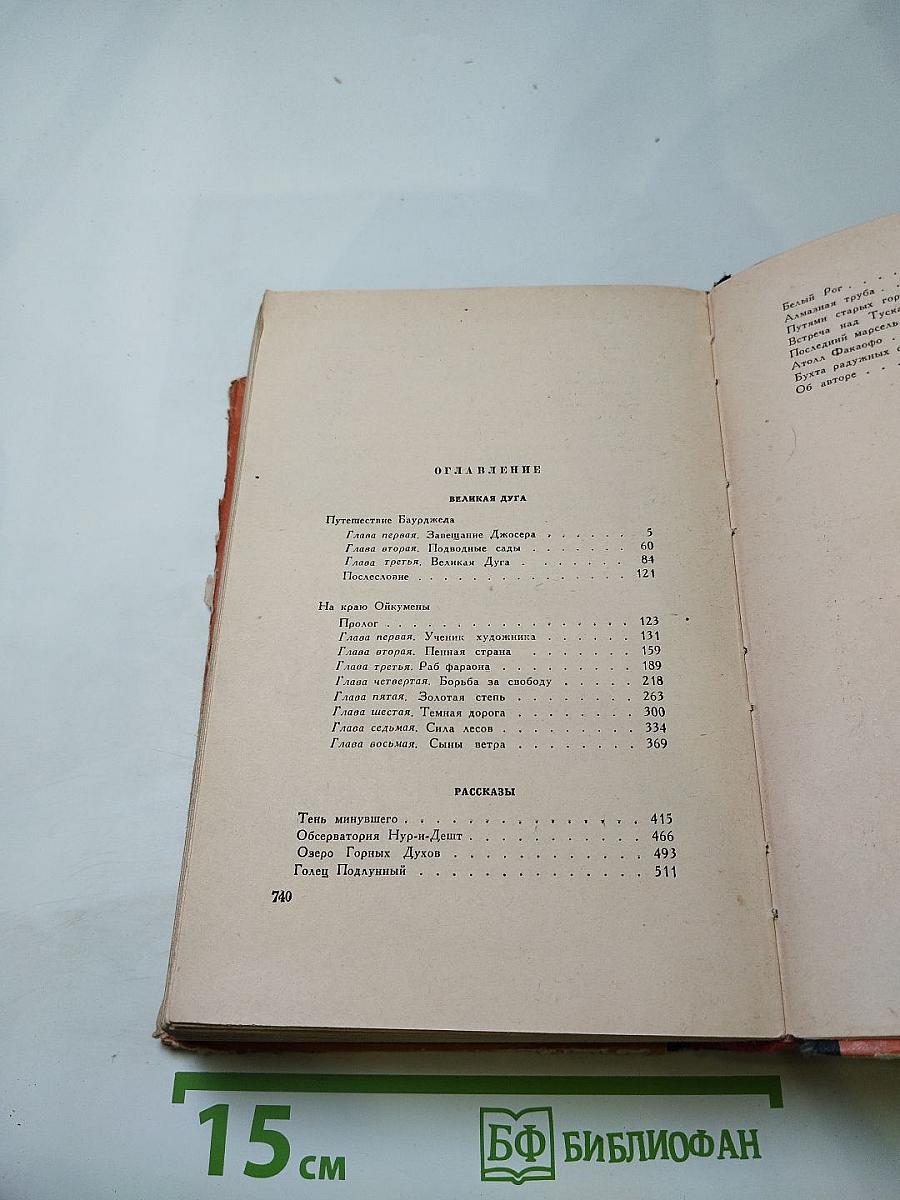 ОГЛАВЛЕНИЕ
ВЕЛИКАЯ ДУГА
Путешествие Баурджеда
Глава первая. Завещание Джосера . . . . . . 5
Глава вторая. Подводные сады . . . . . . . 60
Глава третья. Великая Дуга . . . . . . . . 84
Послесловие . . . . . . . . . . . . . . 121
На краю Ойкумены
Пролог . . . . . . . . . . . . . . . . 123
Глава первая. Ученик художника . . . . . . 131
Глава вторая. Пенная страна . . . . . . . 159
Глава третья. Раб фараона . . . . . . . . . 189
Глава четвертая. Борьба за свободу . . . . . 218
Глава пятая. Золотая степь . . . . . . . . 263
Глава шестая. Темная дорога . . . . . . . . 300
Глава седьмая. Сила лесов . . . . . . . . . 334
Глава восьмая. Сыны ветра . . . . . . . . 369
РАССКАЗЫ
Тень минувшего . . . . . . . . . . . . . . . 415
Обсерватория Нур-и-Дешт . . . . . . . . . . 466
Озеро Горных Духов . . . . . . . . . . . . 493
Голец Подлунный . . . . . . . . . . . . . . 511
740
Белый Рог . . . .
Алмазная труба . .
Путями старых
Встреча над
Последний марсель
Атолл Факаофо .
Бухта радужных
Об авторе . . .
15 см
БФ БИБЛИОФАН